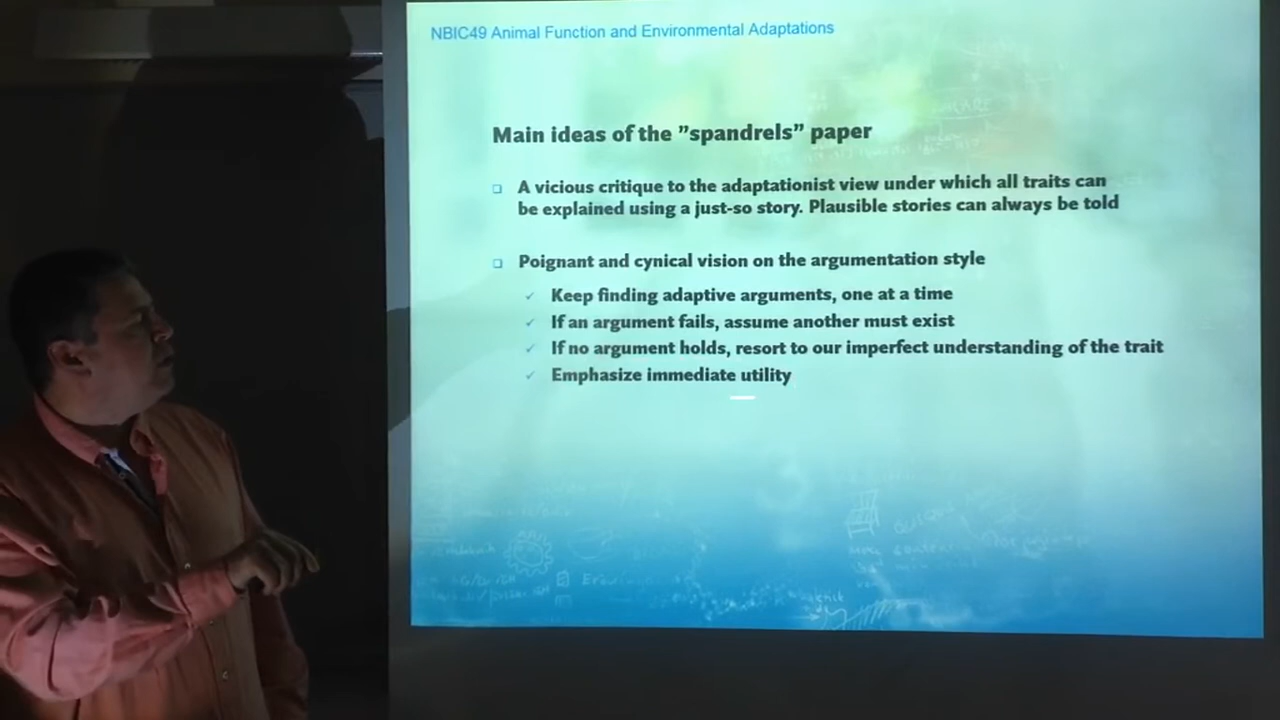 NBIC49 Animal Function and Environmental Adaptations
Main ideas of the ”spandrels” paper
A vicious critique to the adaptationist view under which all traits can
be explained using a just-so story. Plausible stories can always be told
Poignant and cynical vision on the argumentation style
Keep finding adaptive arguments, one at a time
If an argument fails, assume another must exist
If no argument holds, resort to our imperfect understanding of the trait
Emphasize immediate utility